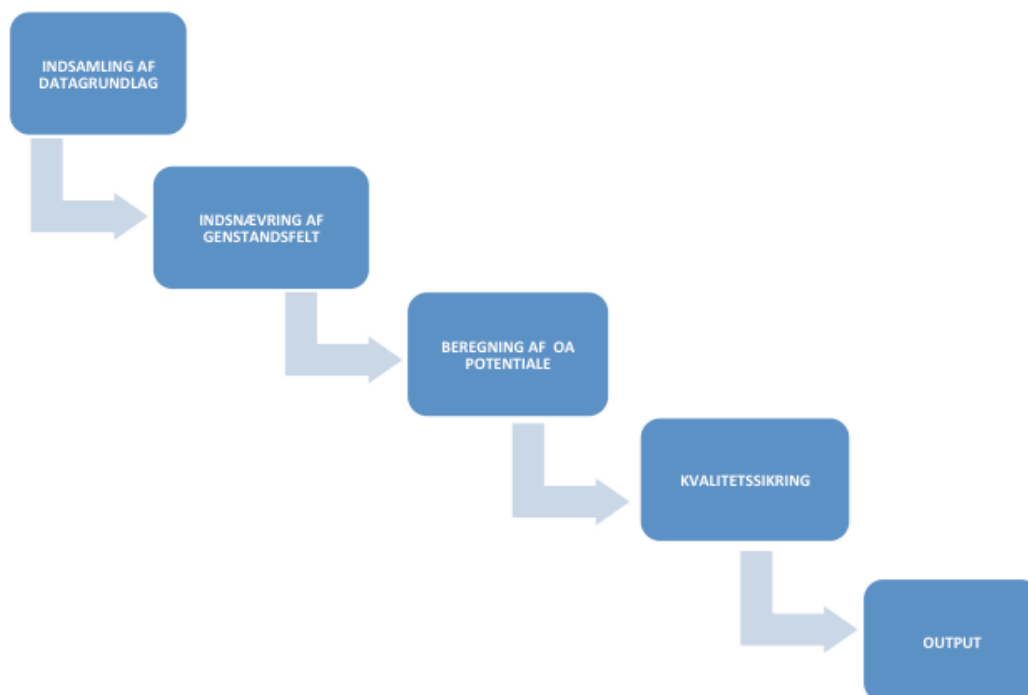 INDSAMLING AF
DATAGRUNDLAG
INDSNÆVRING AF
GENSTANDSFELT
BEREGNING AF OA
POTENTIALE
KVALITETSSIKRING
OUTPUT